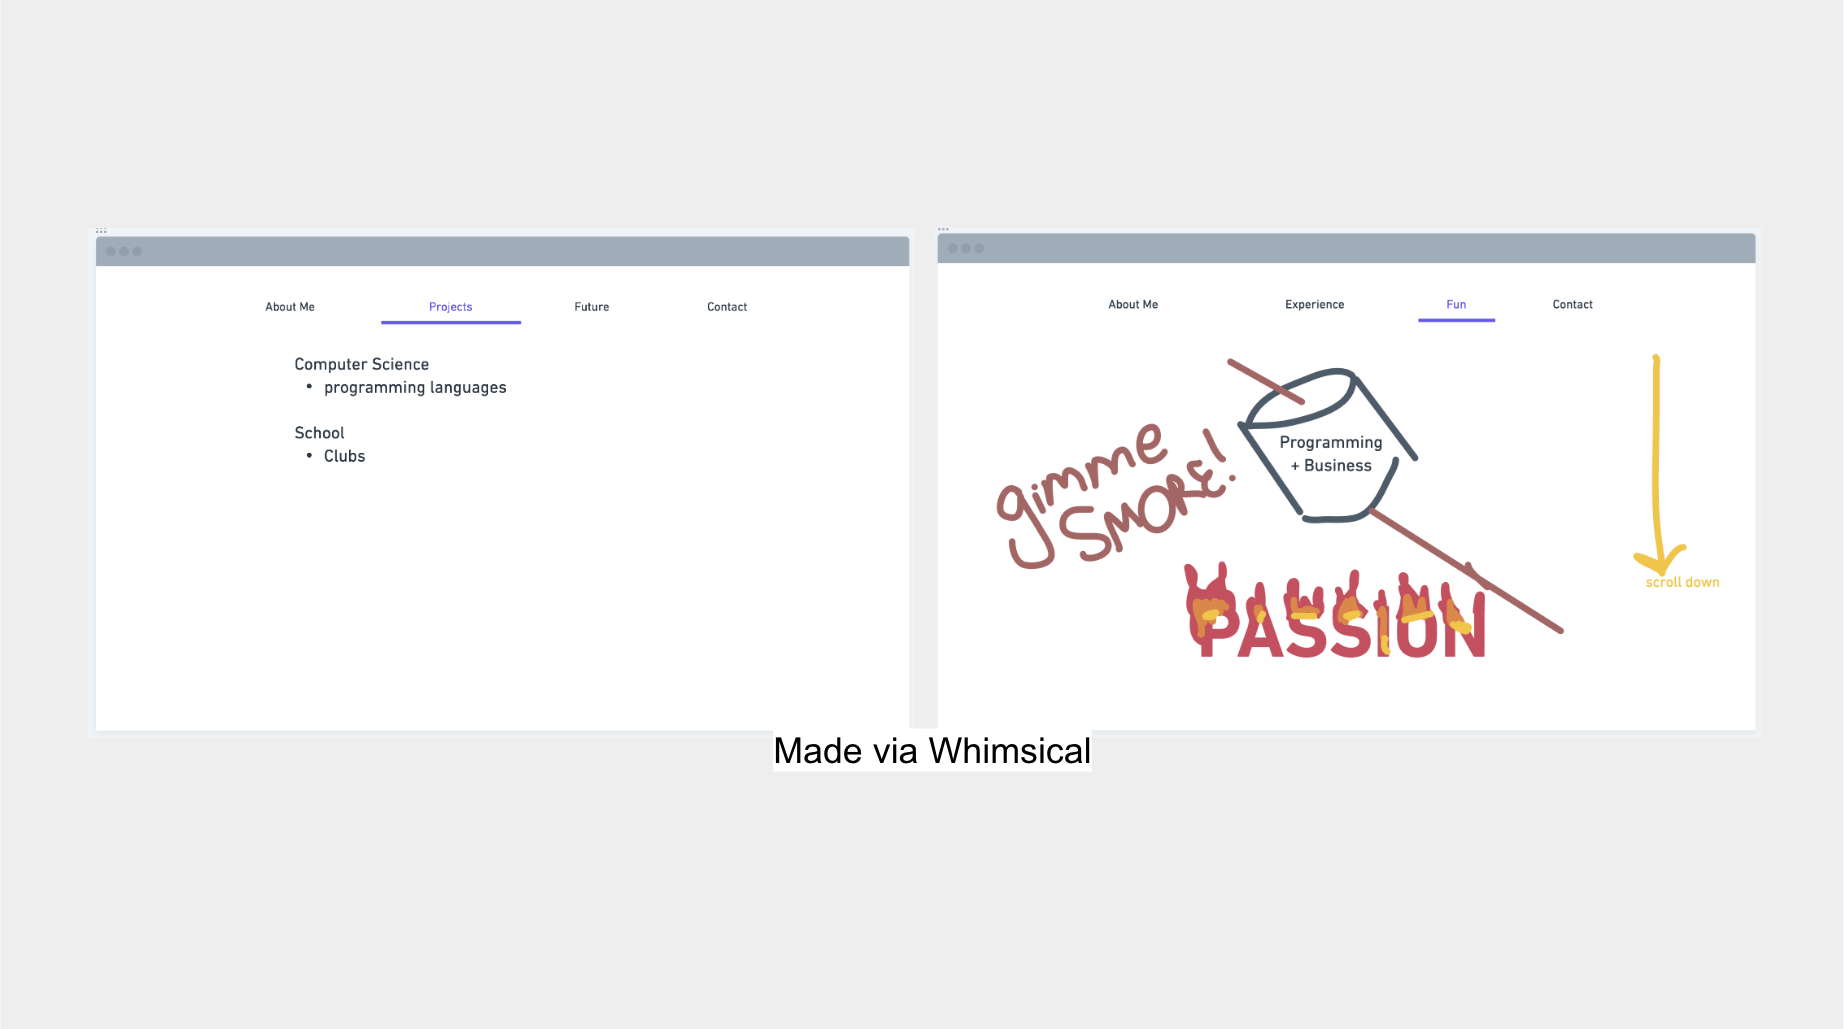 About Me Projects Future Contact
Computer Science
• programming languages
School
• Clubs
About Me Experience Fun Contact
Programming
+ Business
gimme
SMORE!
PASSION
scroll down
Made via Whimsical